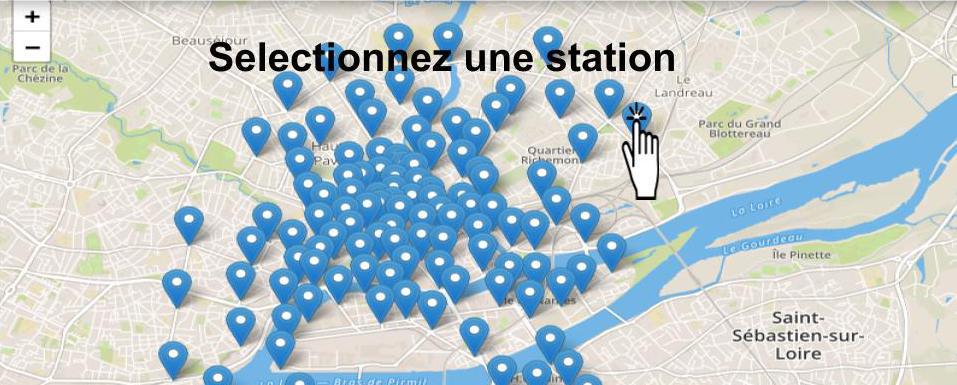 +
−
Beauséjour
Selectionnez une station
Parc de la
Chézine
Le
Landreau
Parc du Grand
Blottereau
Quartier
La Loire
Le Gourdeau
Île Pinette
Saint-
Sébastien-sur-
Loire
Bras de Pirmil